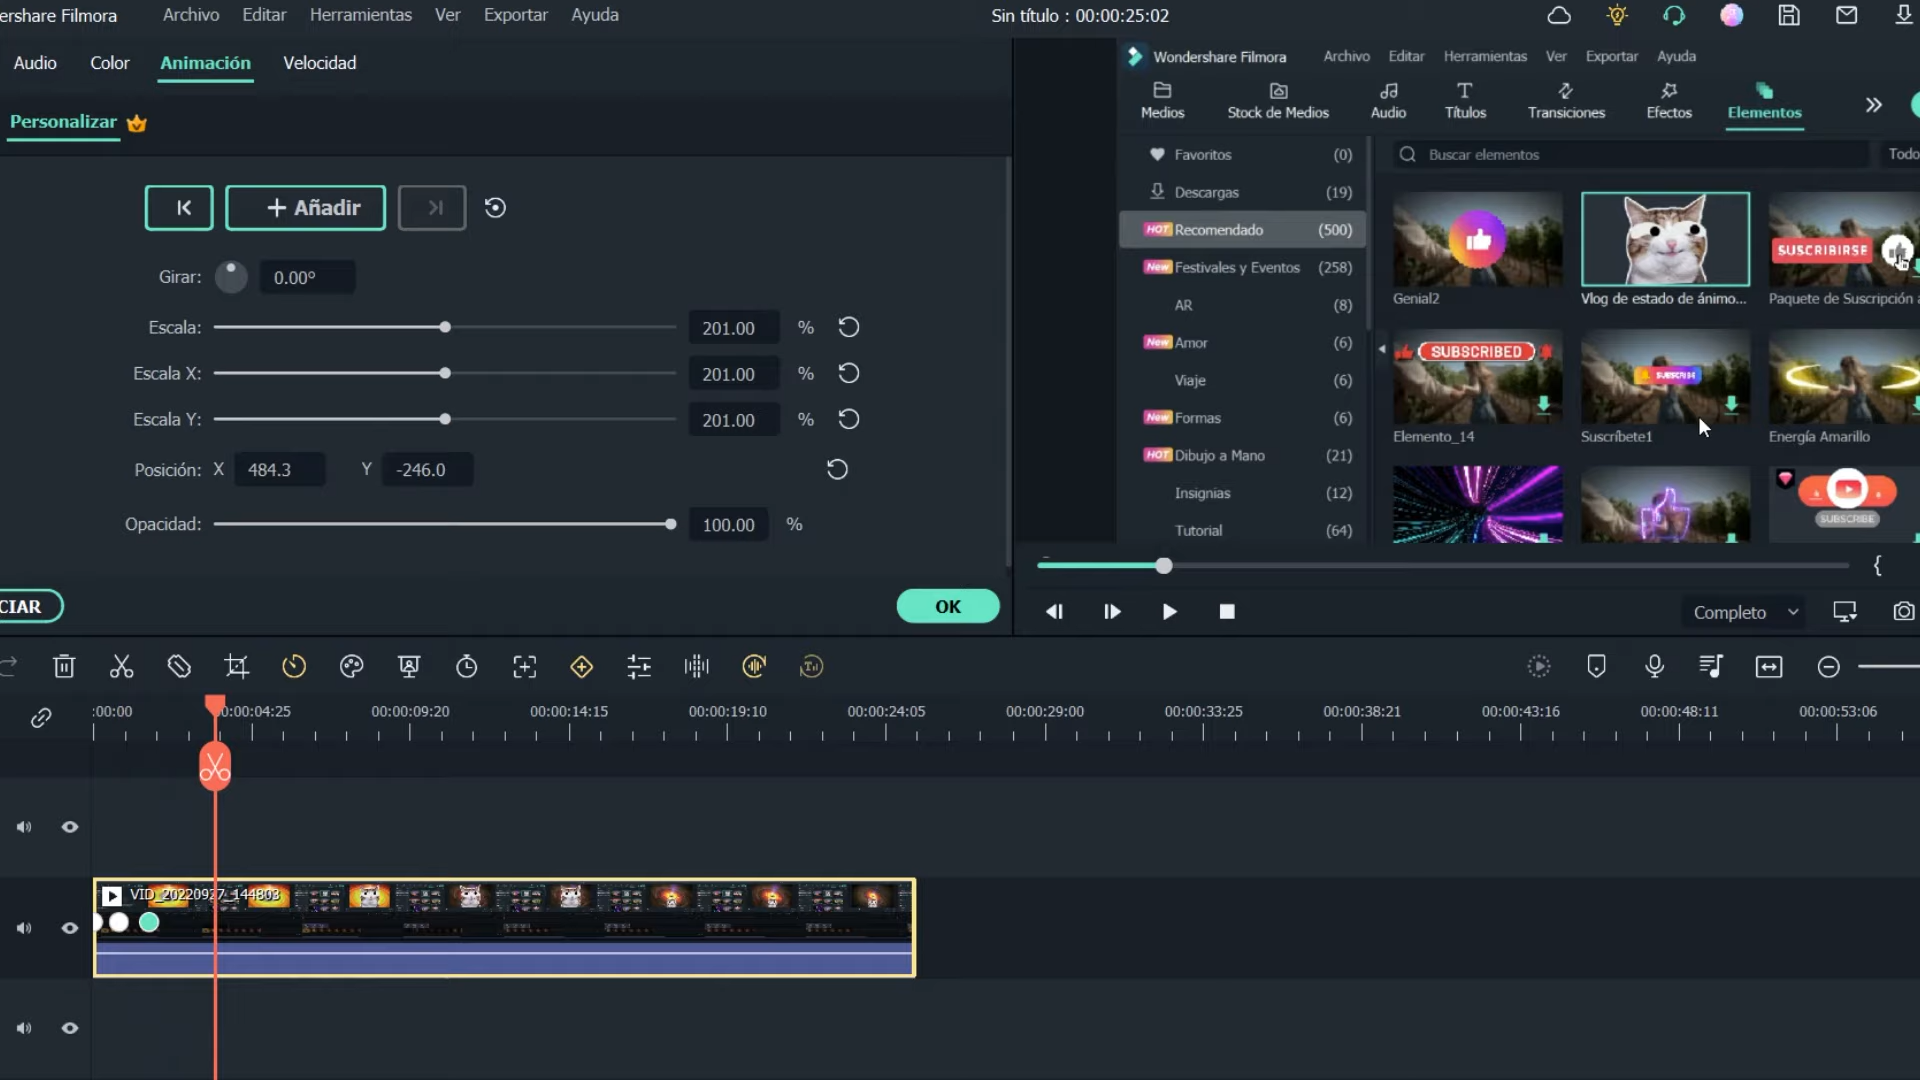 ershare Filmora
Archivo
Editar
Herramientas
Ver
Exportar
Ayuda
Sin título : 00:00:25:02
Audio
Color
Animación
Velocidad
Personalizar
+ Añadir
Girar:
0.00°
Escala:
201.00
%
Escala X:
201.00
%
Escala Y:
201.00
%
Posición:
X
484.3
Y
-246.0
Opacidad:
100.00
%
CIAR
OK
Wondershare Filmora
Archivo
Editar
Herramientas
Ver
Exportar
Ayuda
Medios
Stock de Medios
Audio
Títulos
Transiciones
Efectos
Elementos
Favoritos
(0)
Descargas
(19)
HOT
Recomendado
(500)
New
Festivales y Eventos
(258)
AR
(8)
New
Amor
(6)
Viaje
(6)
New
Formas
(6)
HOT
Dibujo a Mano
(21)
Insignias
(12)
Tutorial
(64)
Buscar elementos
Todo
SUSCRIBIRSE
Genial2
Vlog de estado de ánimo...
Paquete de Suscripción a
SUBSCRIBED
SUBSCRIBE
Elemento_14
Suscríbete1
Energía Amarillo
SUBSCRIBE
Completo
:00:00
0:00:04:25
00:00:09:20
00:00:14:15
00:00:19:10
00:00:24:05
00:00:29:00
00:00:33:25
00:00:38:21
00:00:43:16
00:00:48:11
00:00:53:06
VID_20220927_144803